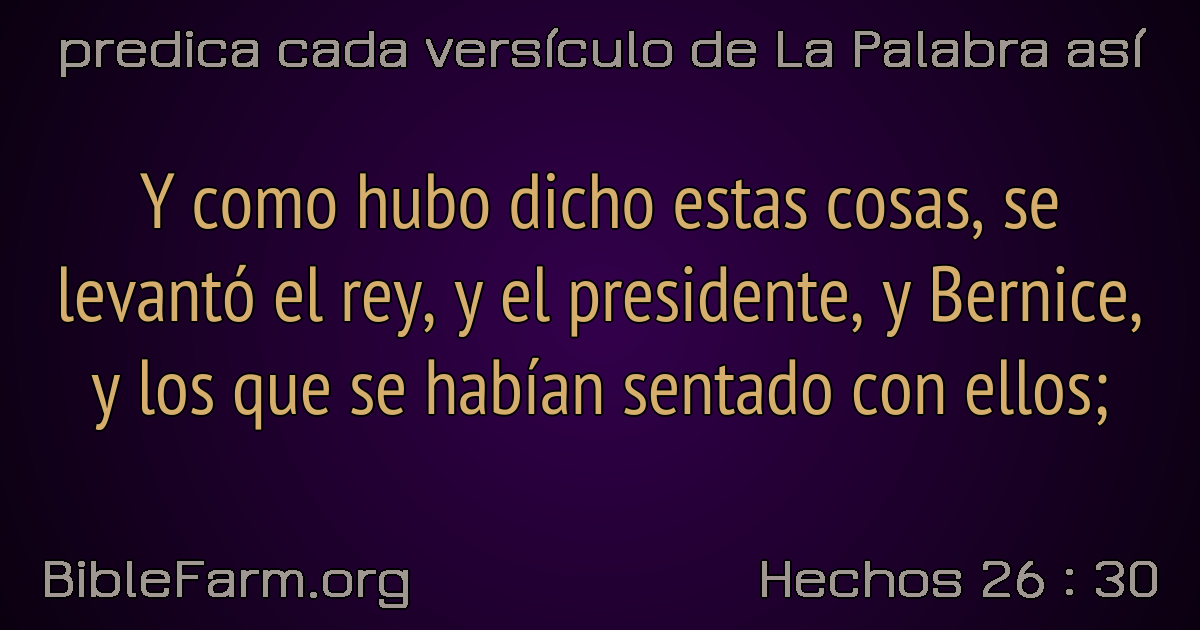 predica cada versículo de La Palabra así
Y como hubo dicho estas cosas, se
levantó el rey, y el presidente, y Bernice,
y los que se habían sentado con ellos;
BibleFarm.org
Hechos 26 : 30